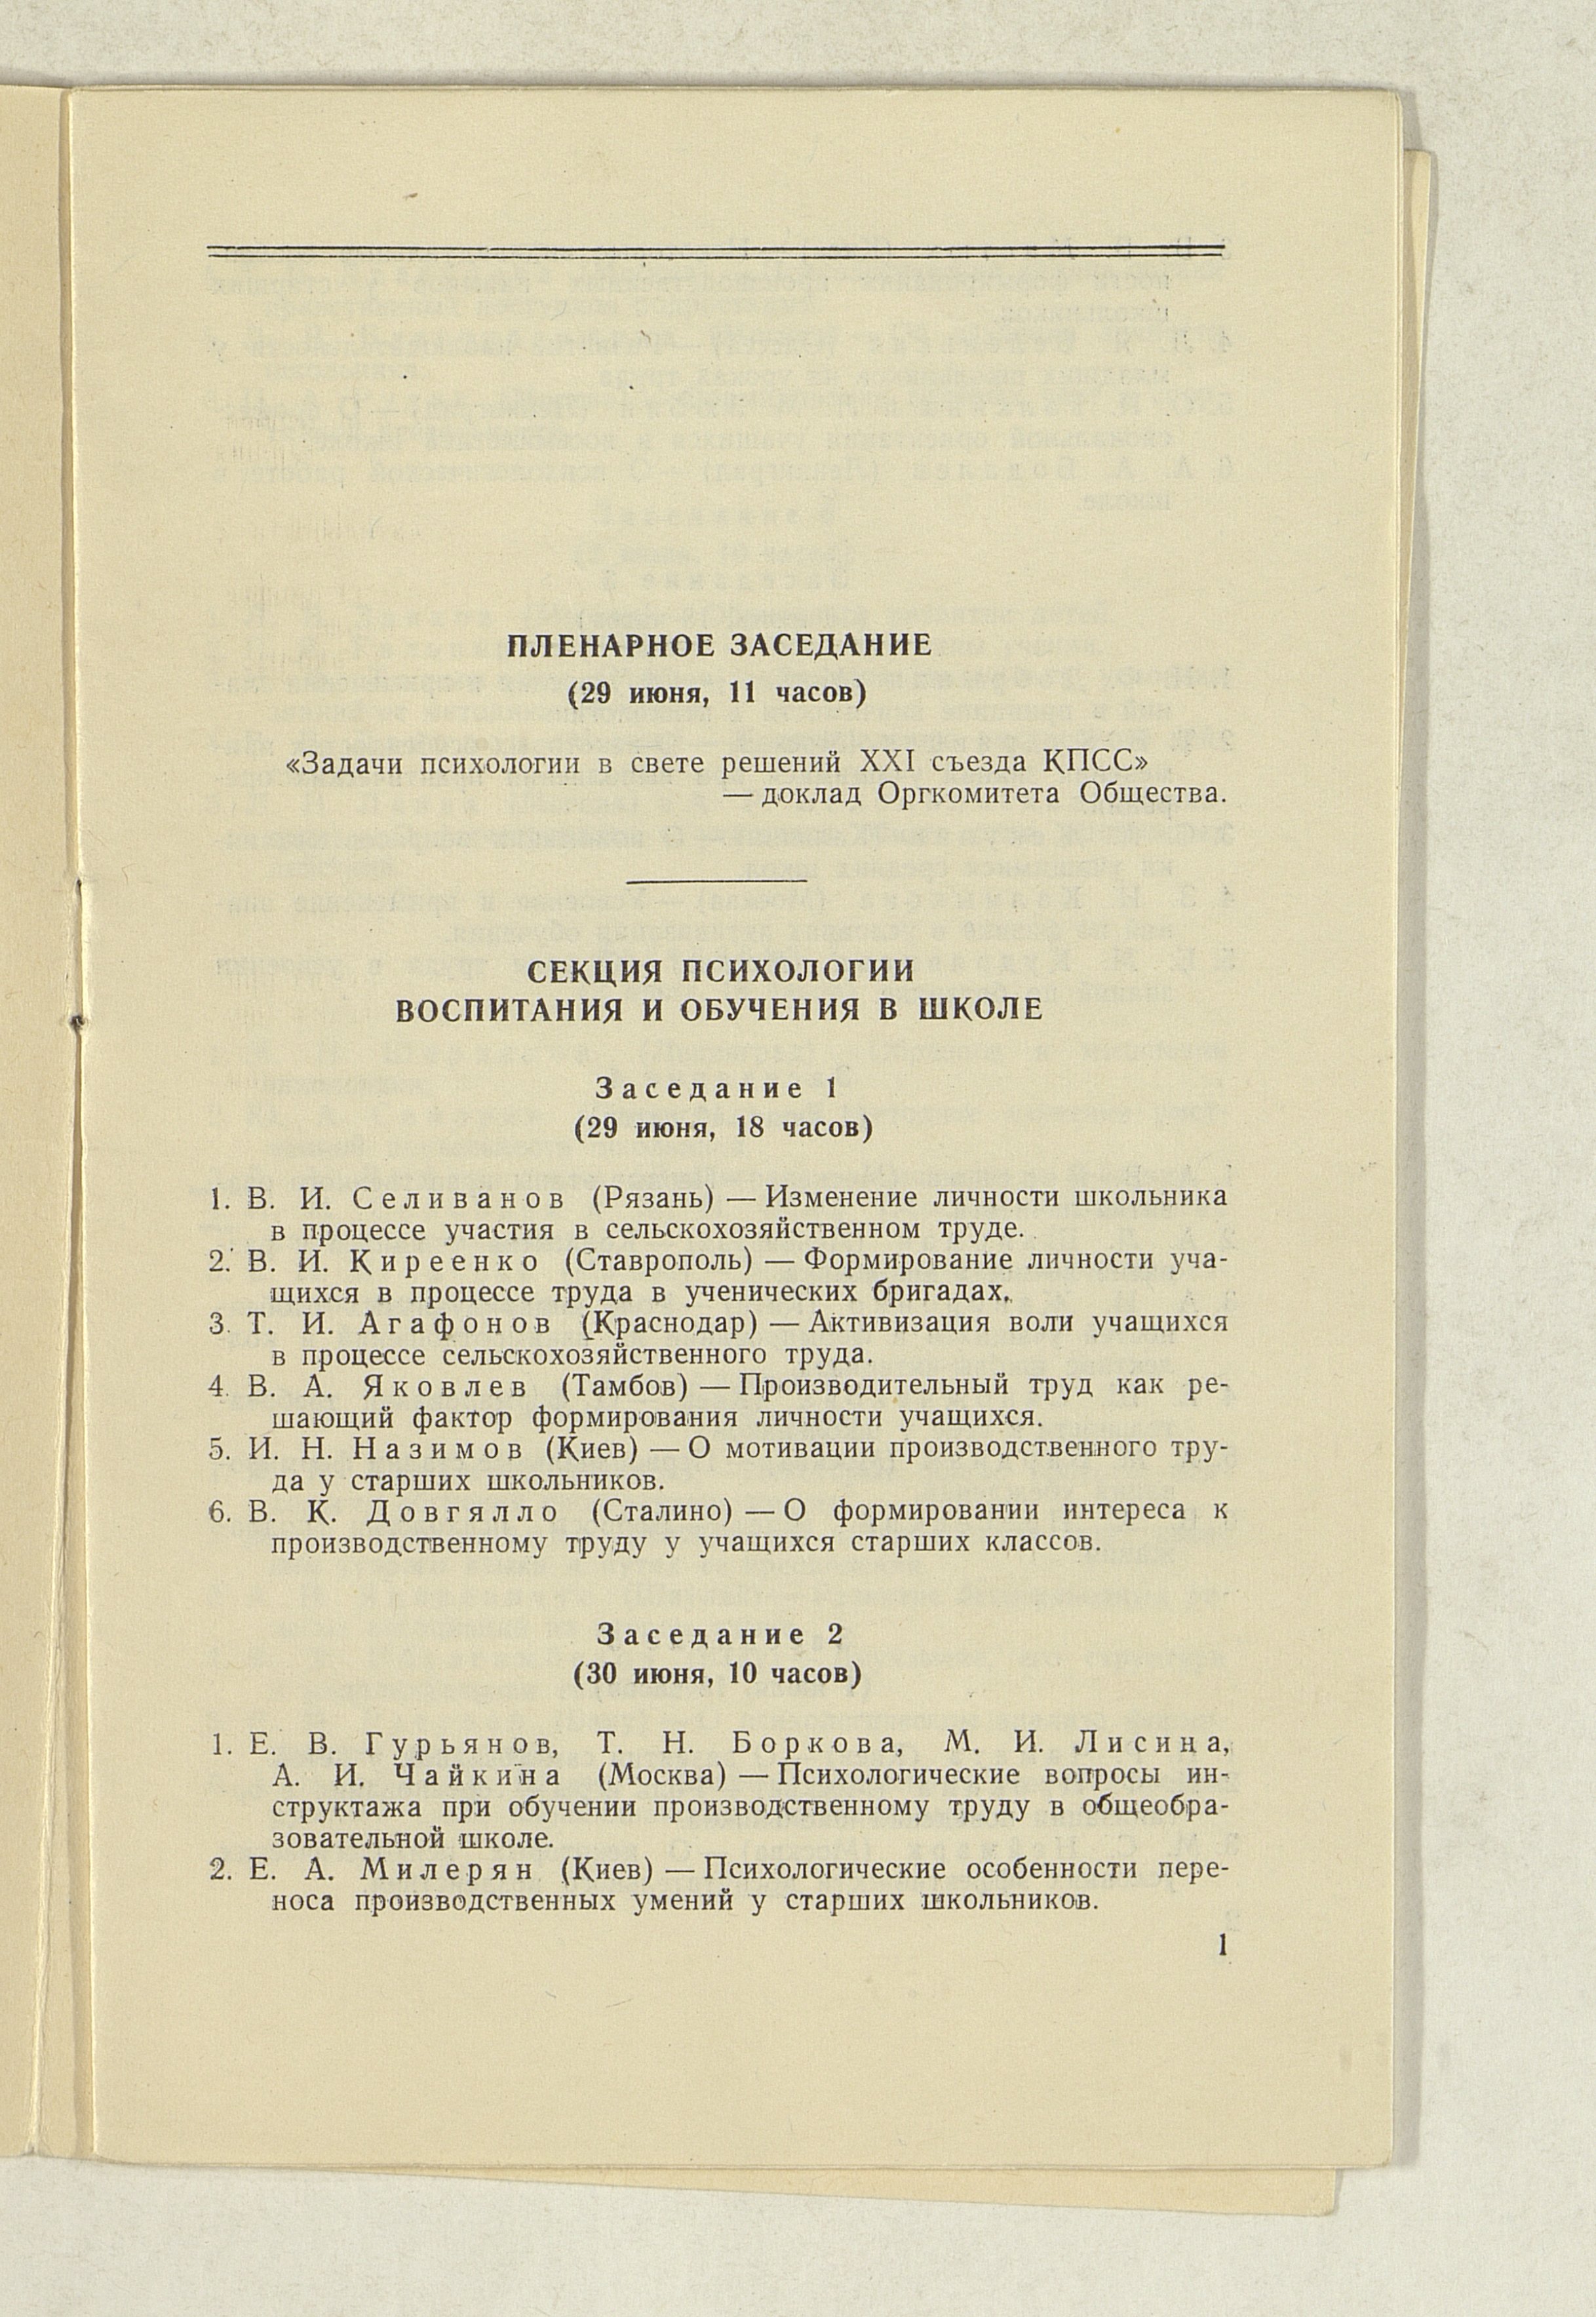 ПЛЕНАРНОЕ ЗАСЕДАНИЕ
(29 июня, 11 часов)
«Задачи психологии в свете решений XXI съезда КПСС»
— доклад Оргкомитета Общества.
СЕКЦИЯ ПСИХОЛОГИИ
ВОСПИТАНИЯ И ОБУЧЕНИЯ В ШКОЛЕ
Заседание 1
(29 июня, 18 часов)
1. В. И. Селиванов (Рязань) — Изменение личности школьника
в процессе участия в сельскохозяйственном труде.
2. В. И. Киреенко (Ставрополь) — Формирование личности уча-
щихся в процессе труда в ученических бригадах.
3. Т. И. Агафонов (Краснодар) — Активизация воли учащихся
в процессе сельскохозяйственного труда.
4. В. А. Яковлев (Тамбов) — Производительный труд как ре-
шающий фактор формирования личности учащихся.
5. И. Н. Назимов (Киев) — О мотивации производственного тру-
да у старших школьников.
6. В. К. Довгялло (Сталино) — О формировании интереса к
производственному труду у учащихся старших классов.
Заседание 2
(30 июня, 10 часов)
1. Е. В. Гурьянов, Т. Н. Боркова, М. И. Лисина,
А. И. Чайкина (Москва) — Психологические вопросы ин-
структажа при обучении производственному труду в общеобра-
зовательной школе.
2. Е. А. Милерян (Киев) — Психологические особенности пере-
носа производственных умений у старших школьников.
1